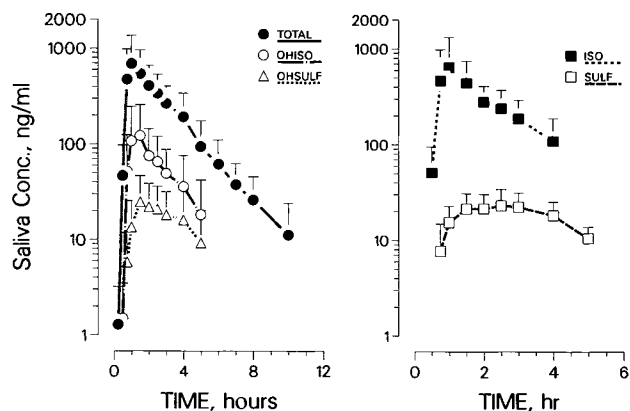 Saliva Conc., ng/ml
2000
1000
100
10
1
TOTAL
OHISO
OHSULF
0 4 8 12
TIME, hours
2000
1000
100
10
1
ISO
SULF
0 2 4 6
TIME, hr